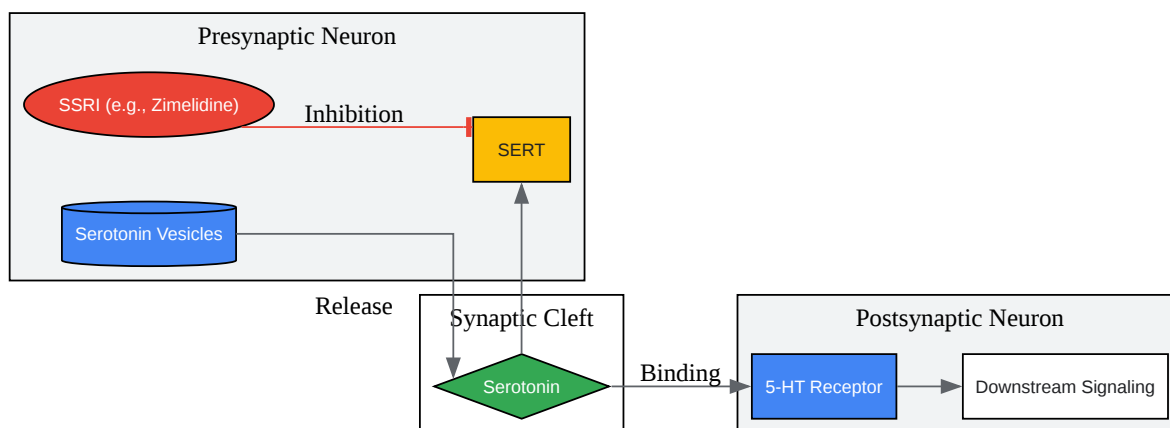 Presynaptic Neuron
SSRI (e.g., Zimelidine)
Inhibition
SERT
Serotonin Vesicles
Release
Synaptic Cleft
Serotonin
Binding
Postsynaptic Neuron
5-HT Receptor
Downstream Signaling